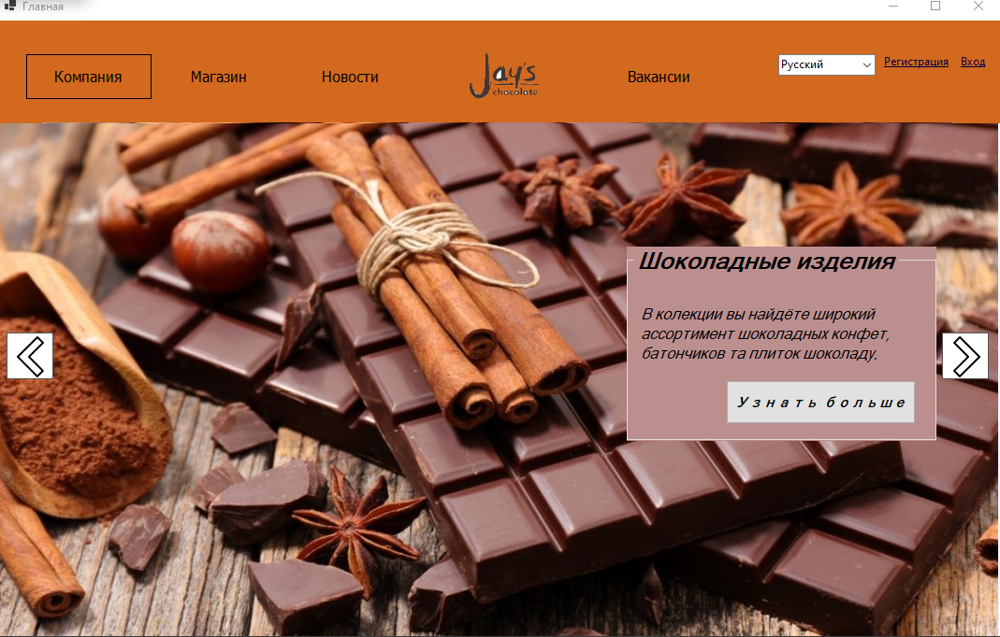 Главная
Компания
Магазин
Новости
Jay's
chocolate
Вакансии
Русский
Регистрация
Вход
Шоколадные изделия
В колекции вы найдёте широкий
ассортимент шоколадных конфет,
батончиков та плиток шоколаду.
Узнать больше